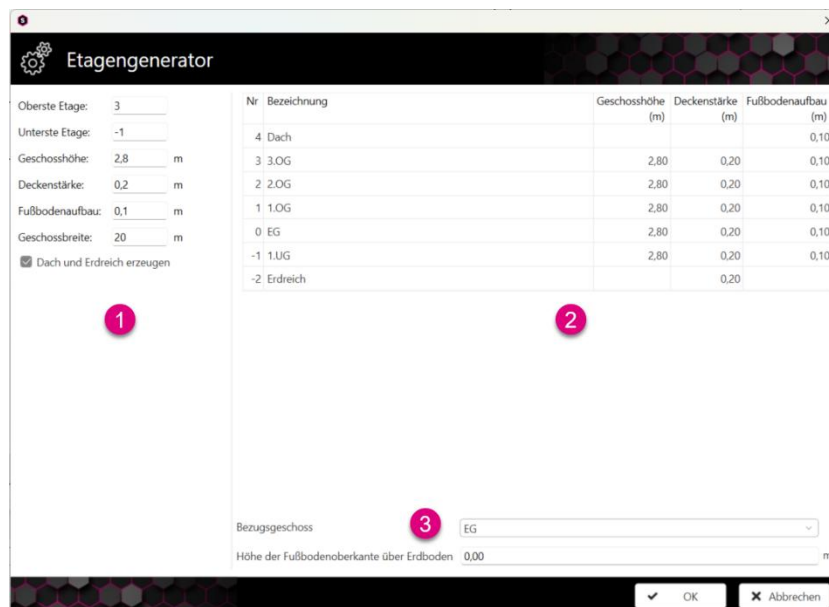 Etagengenerator
Oberste Etage: 3
Unterste Etage: -1
Geschosshöhe: 2,8 m
Deckenstärke: 0,2 m
Fußbodenaufbau: 0,1 m
Geschossbreite: 20 m
Dach und Erdreich erzeugen
1
Nr Bezeichnung Geschosshöhe (m) Deckenstärke (m) Fußbodenaufbau (m)
4 Dach 0,10
3 3.OG 2,80 0,20 0,10
2 2.OG 2,80 0,20 0,10
1 1.OG 2,80 0,20 0,10
0 EG 2,80 0,20 0,10
-1 1.UG 2,80 0,20 0,10
-2 Erdreich 0,20
2
Bezugsgeschoss 3 EG
Höhe der Fußbodenoberkante über Erdboden 0,00 m
OK Abbrechen